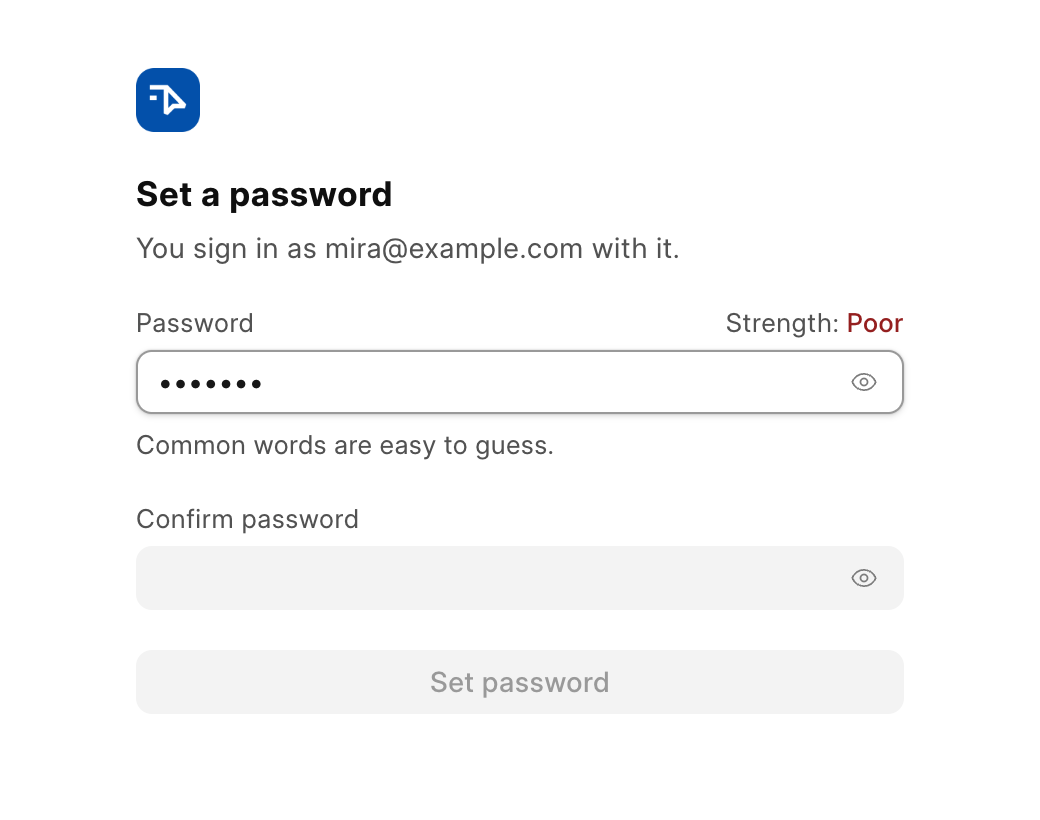 Set a password
You sign in as mira@example.com with it.
Password
Strength: Poor
•••••••
Common words are easy to guess.
Confirm password
Set password